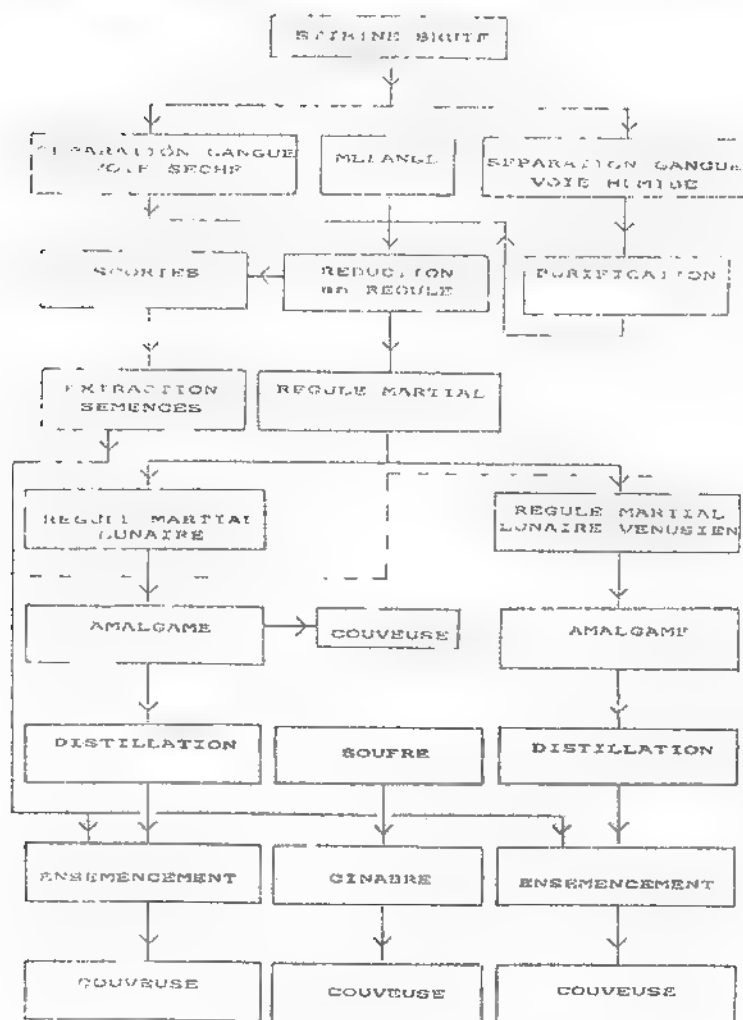 STIBINE BRUTE
SEPARATION GANGUE
VOIE SECHE
MELANGE
SEPARATION GANGUE
VOIE HUMIDE
SCORIES
REDUCTION
en REGULE
PURIFICATION
EXTRACTION
SEMENCES
REGULE MARTIAL
REGULE MARTIAL
LUNAIRE
REGULE MARTIAL
LUNAIRE VENUSIEN
AMALGAME
COUVEUSE
AMALGAME
DISTILLATION
SOUFRE
DISTILLATION
ENSEMENCEMENT
CINABRE
ENSEMENCEMENT
COUVEUSE
COUVEUSE
COUVEUSE